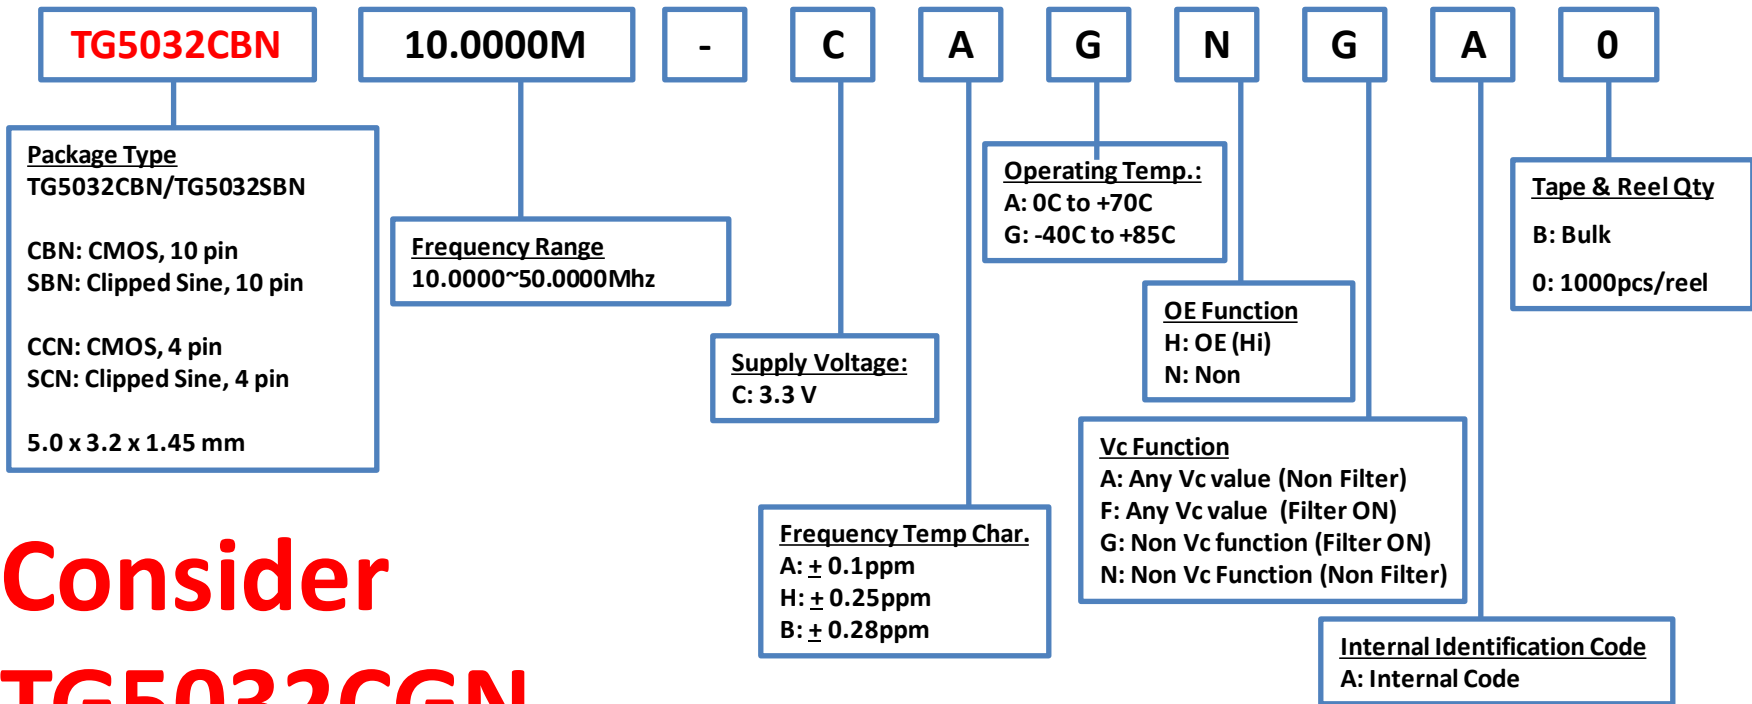 TG5032CBN 10.0000M - C A G N G A 0
Package Type
TG5032CBN/TG5032SBN
CBN: CMOS, 10 pin
SBN: Clipped Sine, 10 pin
CCN: CMOS, 4 pin
SCN: Clipped Sine, 4 pin
5.0 x 3.2 x 1.45 mm
Frequency Range
10.0000~50.0000Mhz
Supply Voltage:
C: 3.3 V
Frequency Temp Char.
A: ± 0.1ppm
H: ± 0.25ppm
B: ± 0.28ppm
Operating Temp.:
A: 0C to +70C
G: -40C to +85C
OE Function
H: OE (Hi)
N: Non
Vc Function
A: Any Vc value (Non Filter)
F: Any Vc value (Filter ON)
G: Non Vc function (Filter ON)
N: Non Vc Function (Non Filter)
Internal Identification Code
A: Internal Code
Tape & Reel Qty
B: Bulk
0: 1000pcs/reel
Consider
TG5032CGN